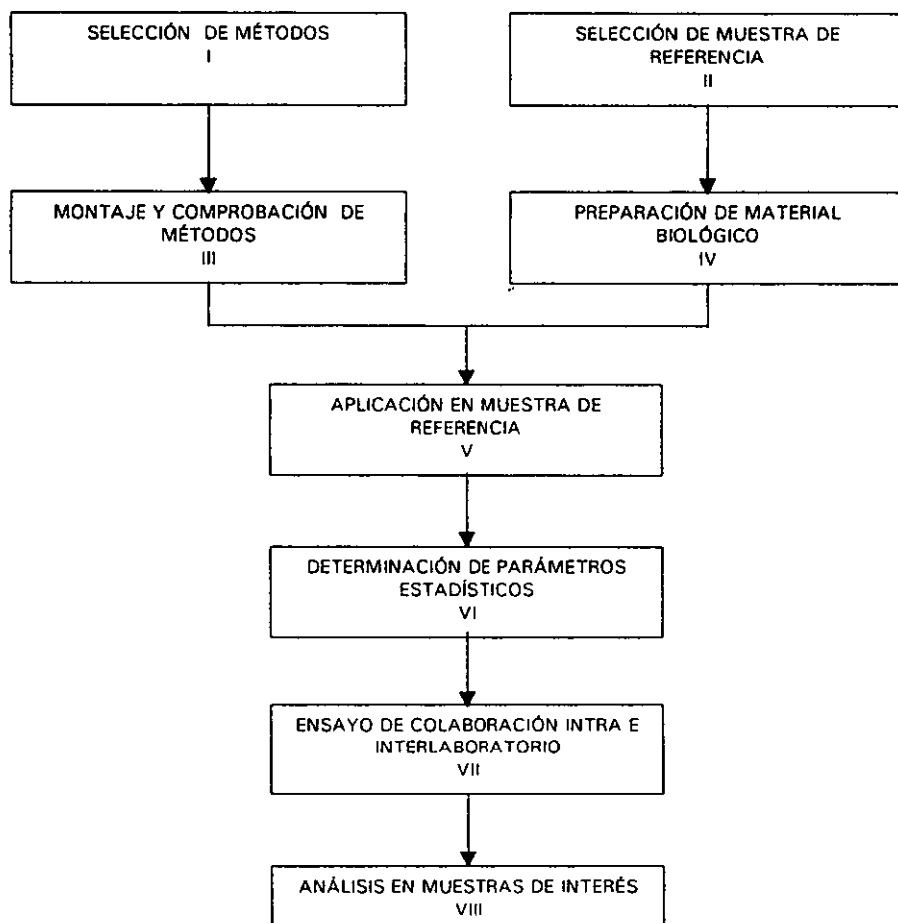 SELECCIÓN DE MÉTODOS
I
SELECCIÓN DE MUESTRA DE
REFERENCIA
II
MONTAJE Y COMPROBACIÓN DE
MÉTODOS
III
PREPARACIÓN DE MATERIAL
BIOLÓGICO
IV
APLICACIÓN EN MUESTRA DE
REFERENCIA
V
DETERMINACIÓN DE PARÁMETROS
ESTADÍSTICOS
VI
ENSAYO DE COLABORACIÓN INTRA E
INTERLABORATORIO
VII
ANÁLISIS EN MUESTRAS DE INTERÉS
VIII